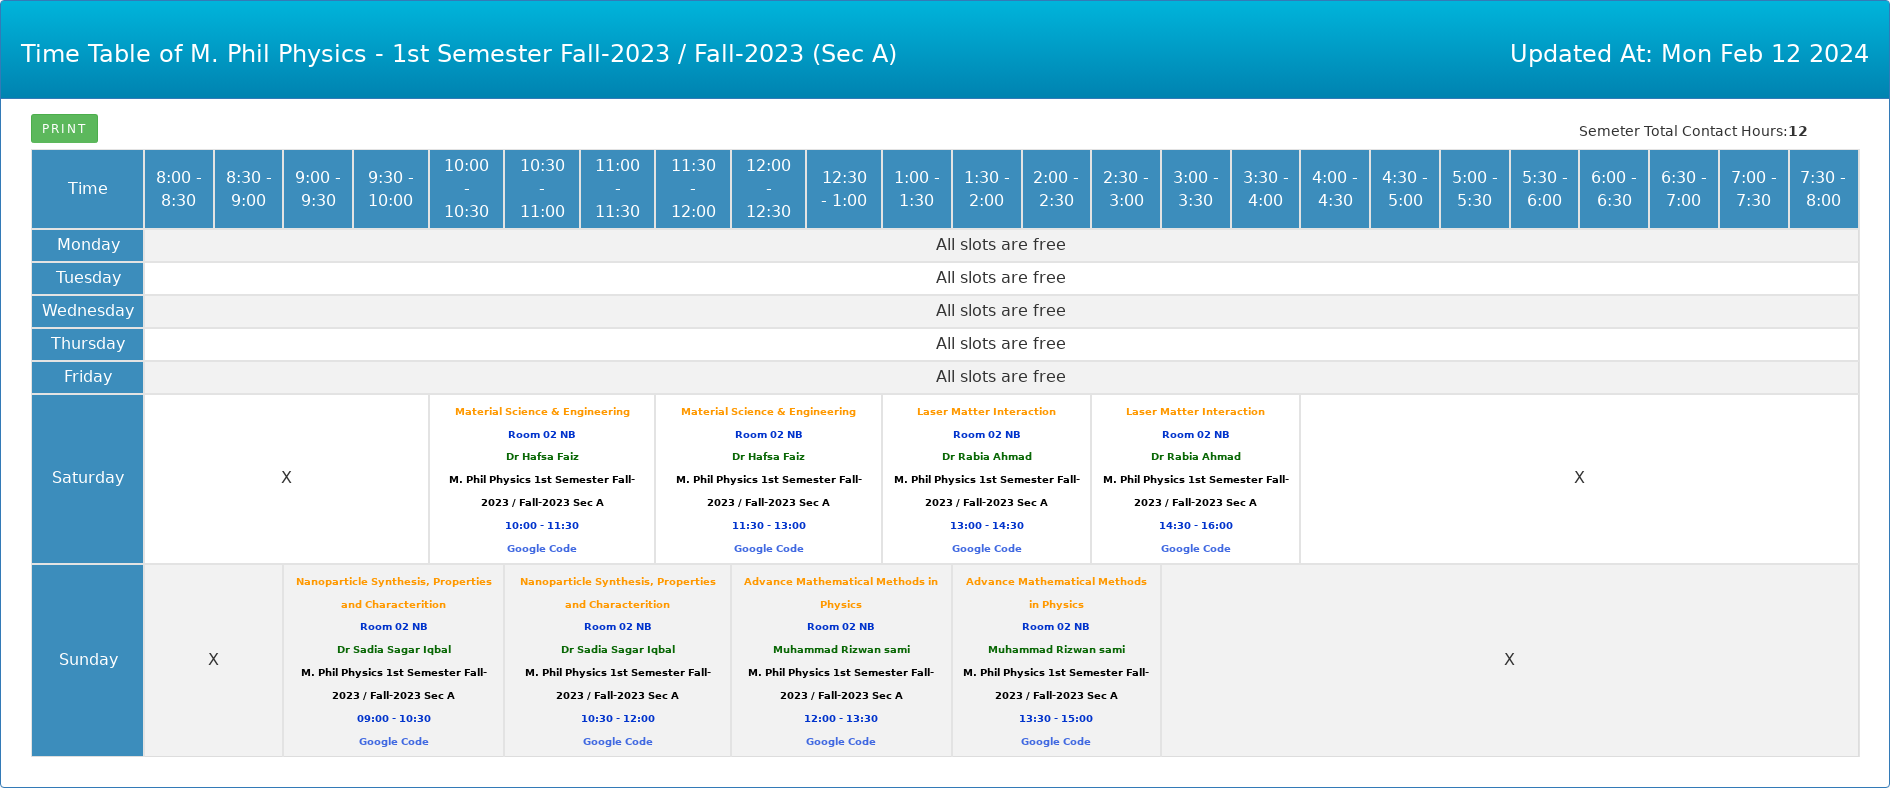 Time Table of M. Phil Physics - 1st Semester Fall-2023 / Fall-2023 (Sec A)
Updated At: Mon Feb 12 2024
PRINT
Semeter Total Contact Hours:12
Time
8:00 -
8:30
8:30 -
9:00
9:00 -
9:30
9:30 -
10:00
10:00
-
10:30
10:30
-
11:00
11:00
-
11:30
11:30
-
12:00
12:00
-
12:30
12:30
- 1:00
1:00 -
1:30
1:30 -
2:00
2:00 -
2:30
2:30 -
3:00
3:00 -
3:30
3:30 -
4:00
4:00 -
4:30
4:30 -
5:00
5:00 -
5:30
5:30 -
6:00
6:00 -
6:30
6:30 -
7:00
7:00 -
7:30
7:30 -
8:00
Monday
All slots are free
Tuesday
All slots are free
Wednesday
All slots are free
Thursday
All slots are free
Friday
All slots are free
Saturday
X
Material Science & Engineering
Room 02 NB
Dr Hafsa Faiz
M. Phil Physics 1st Semester Fall-
2023 / Fall-2023 Sec A
10:00 - 11:30
Google Code
Material Science & Engineering
Room 02 NB
Dr Hafsa Faiz
M. Phil Physics 1st Semester Fall-
2023 / Fall-2023 Sec A
11:30 - 13:00
Google Code
Laser Matter Interaction
Room 02 NB
Dr Rabia Ahmad
M. Phil Physics 1st Semester Fall-
2023 / Fall-2023 Sec A
13:00 - 14:30
Google Code
Laser Matter Interaction
Room 02 NB
Dr Rabia Ahmad
M. Phil Physics 1st Semester Fall-
2023 / Fall-2023 Sec A
14:30 - 16:00
Google Code
X
Sunday
X
Nanoparticle Synthesis, Properties
and Characterition
Room 02 NB
Dr Sadia Sagar Iqbal
M. Phil Physics 1st Semester Fall-
2023 / Fall-2023 Sec A
09:00 - 10:30
Google Code
Nanoparticle Synthesis, Properties
and Characterition
Room 02 NB
Dr Sadia Sagar Iqbal
M. Phil Physics 1st Semester Fall-
2023 / Fall-2023 Sec A
10:30 - 12:00
Google Code
Advance Mathematical Methods in
Physics
Room 02 NB
Muhammad Rizwan sami
M. Phil Physics 1st Semester Fall-
2023 / Fall-2023 Sec A
12:00 - 13:30
Google Code
Advance Mathematical Methods
in Physics
Room 02 NB
Muhammad Rizwan sami
M. Phil Physics 1st Semester Fall-
2023 / Fall-2023 Sec A
13:30 - 15:00
Google Code
X